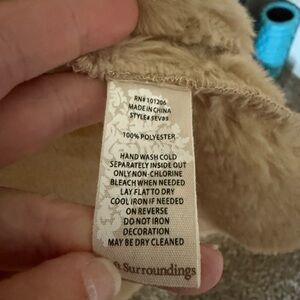 RN# 101206
MADE IN CHINA
100% POLYESTER
HAND WASH COLD
SEPARATELY INSIDE OUT
ONLY NON-CHLORINE
BLEACH WHEN NEEDED
LAY FLAT TO DRY
COOL IRON IF NEEDED
ON REVERSE
DO NOT IRON
DECORATION
MAY BE DRY CLEANED
Surroundings